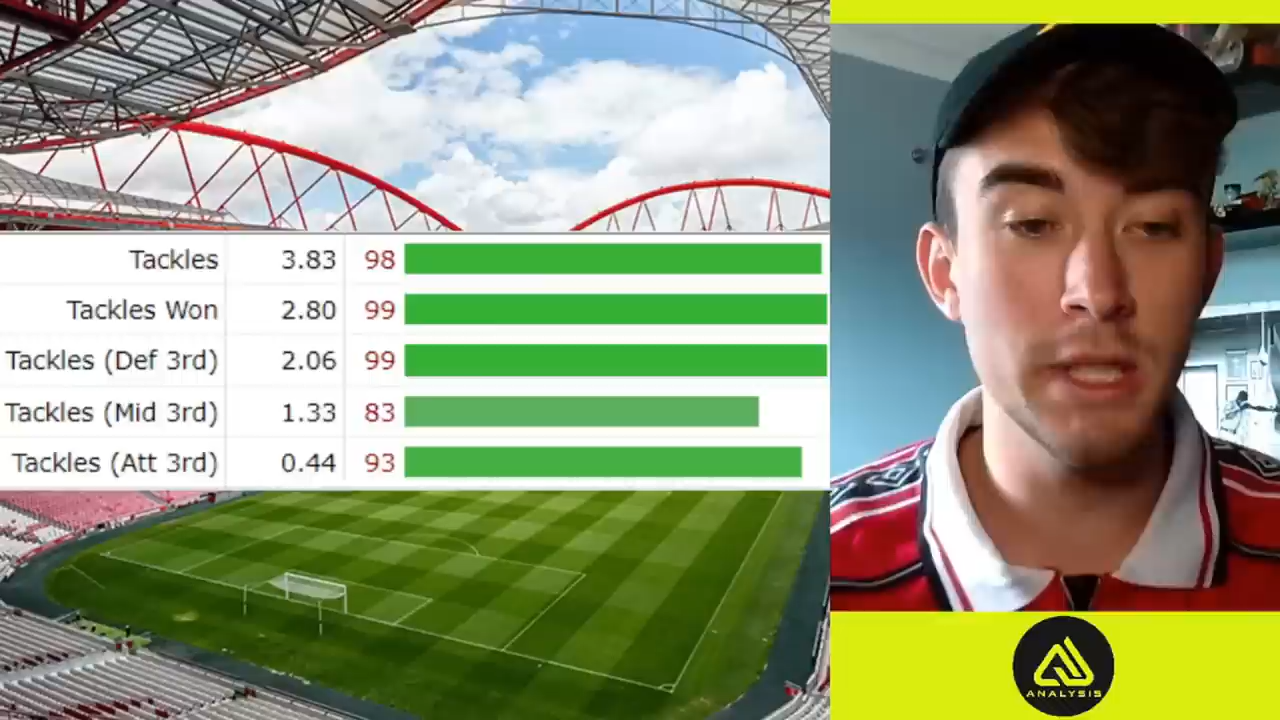 Tackles 3.83 98
Tackles Won 2.80 99
Tackles (Def 3rd) 2.06 99
Tackles (Mid 3rd) 1.33 83
Tackles (Att 3rd) 0.44 93
ANALYSIS